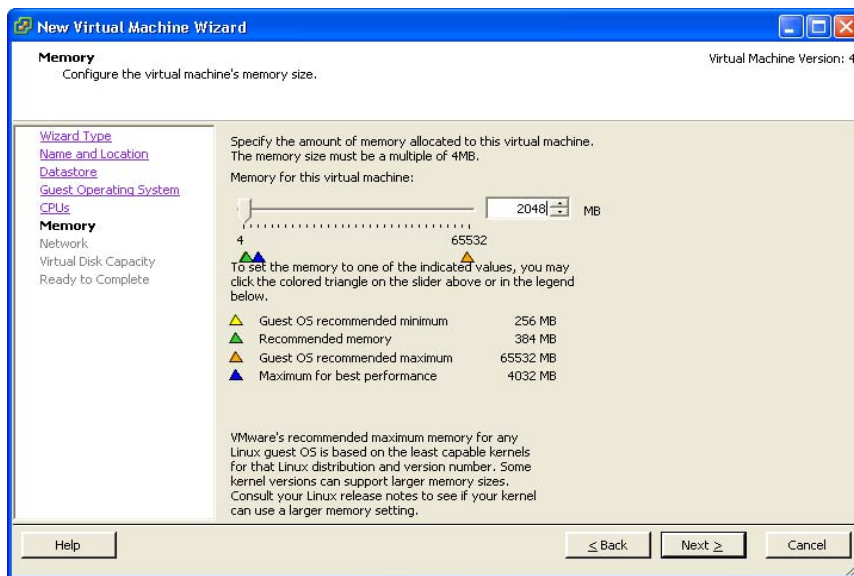 New Virtual Machine Wizard
Memory
Configure the virtual machine's memory size.
Virtual Machine Version: 4
Wizard Type
Name and Location
Datastore
Guest Operating System
CPUs
Memory
Network
Virtual Disk Capacity
Ready to Complete
Specify the amount of memory allocated to this virtual machine.
The memory size must be a multiple of 4MB.
Memory for this virtual machine:
2048 MB
4 65532
To set the memory to one of the indicated values, you may
click the colored triangle on the slider above or in the legend
below.
Guest OS recommended minimum 256 MB
Recommended memory 384 MB
Guest OS recommended maximum 65532 MB
Maximum for best performance 4032 MB
VMware's recommended maximum memory for any
Linux guest OS is based on the least capable kernels
for that Linux distribution and version number. Some
kernel versions can support larger memory sizes.
Consult your Linux release notes to see if your kernel
can use a larger memory setting.
Help
< Back
Next >
Cancel